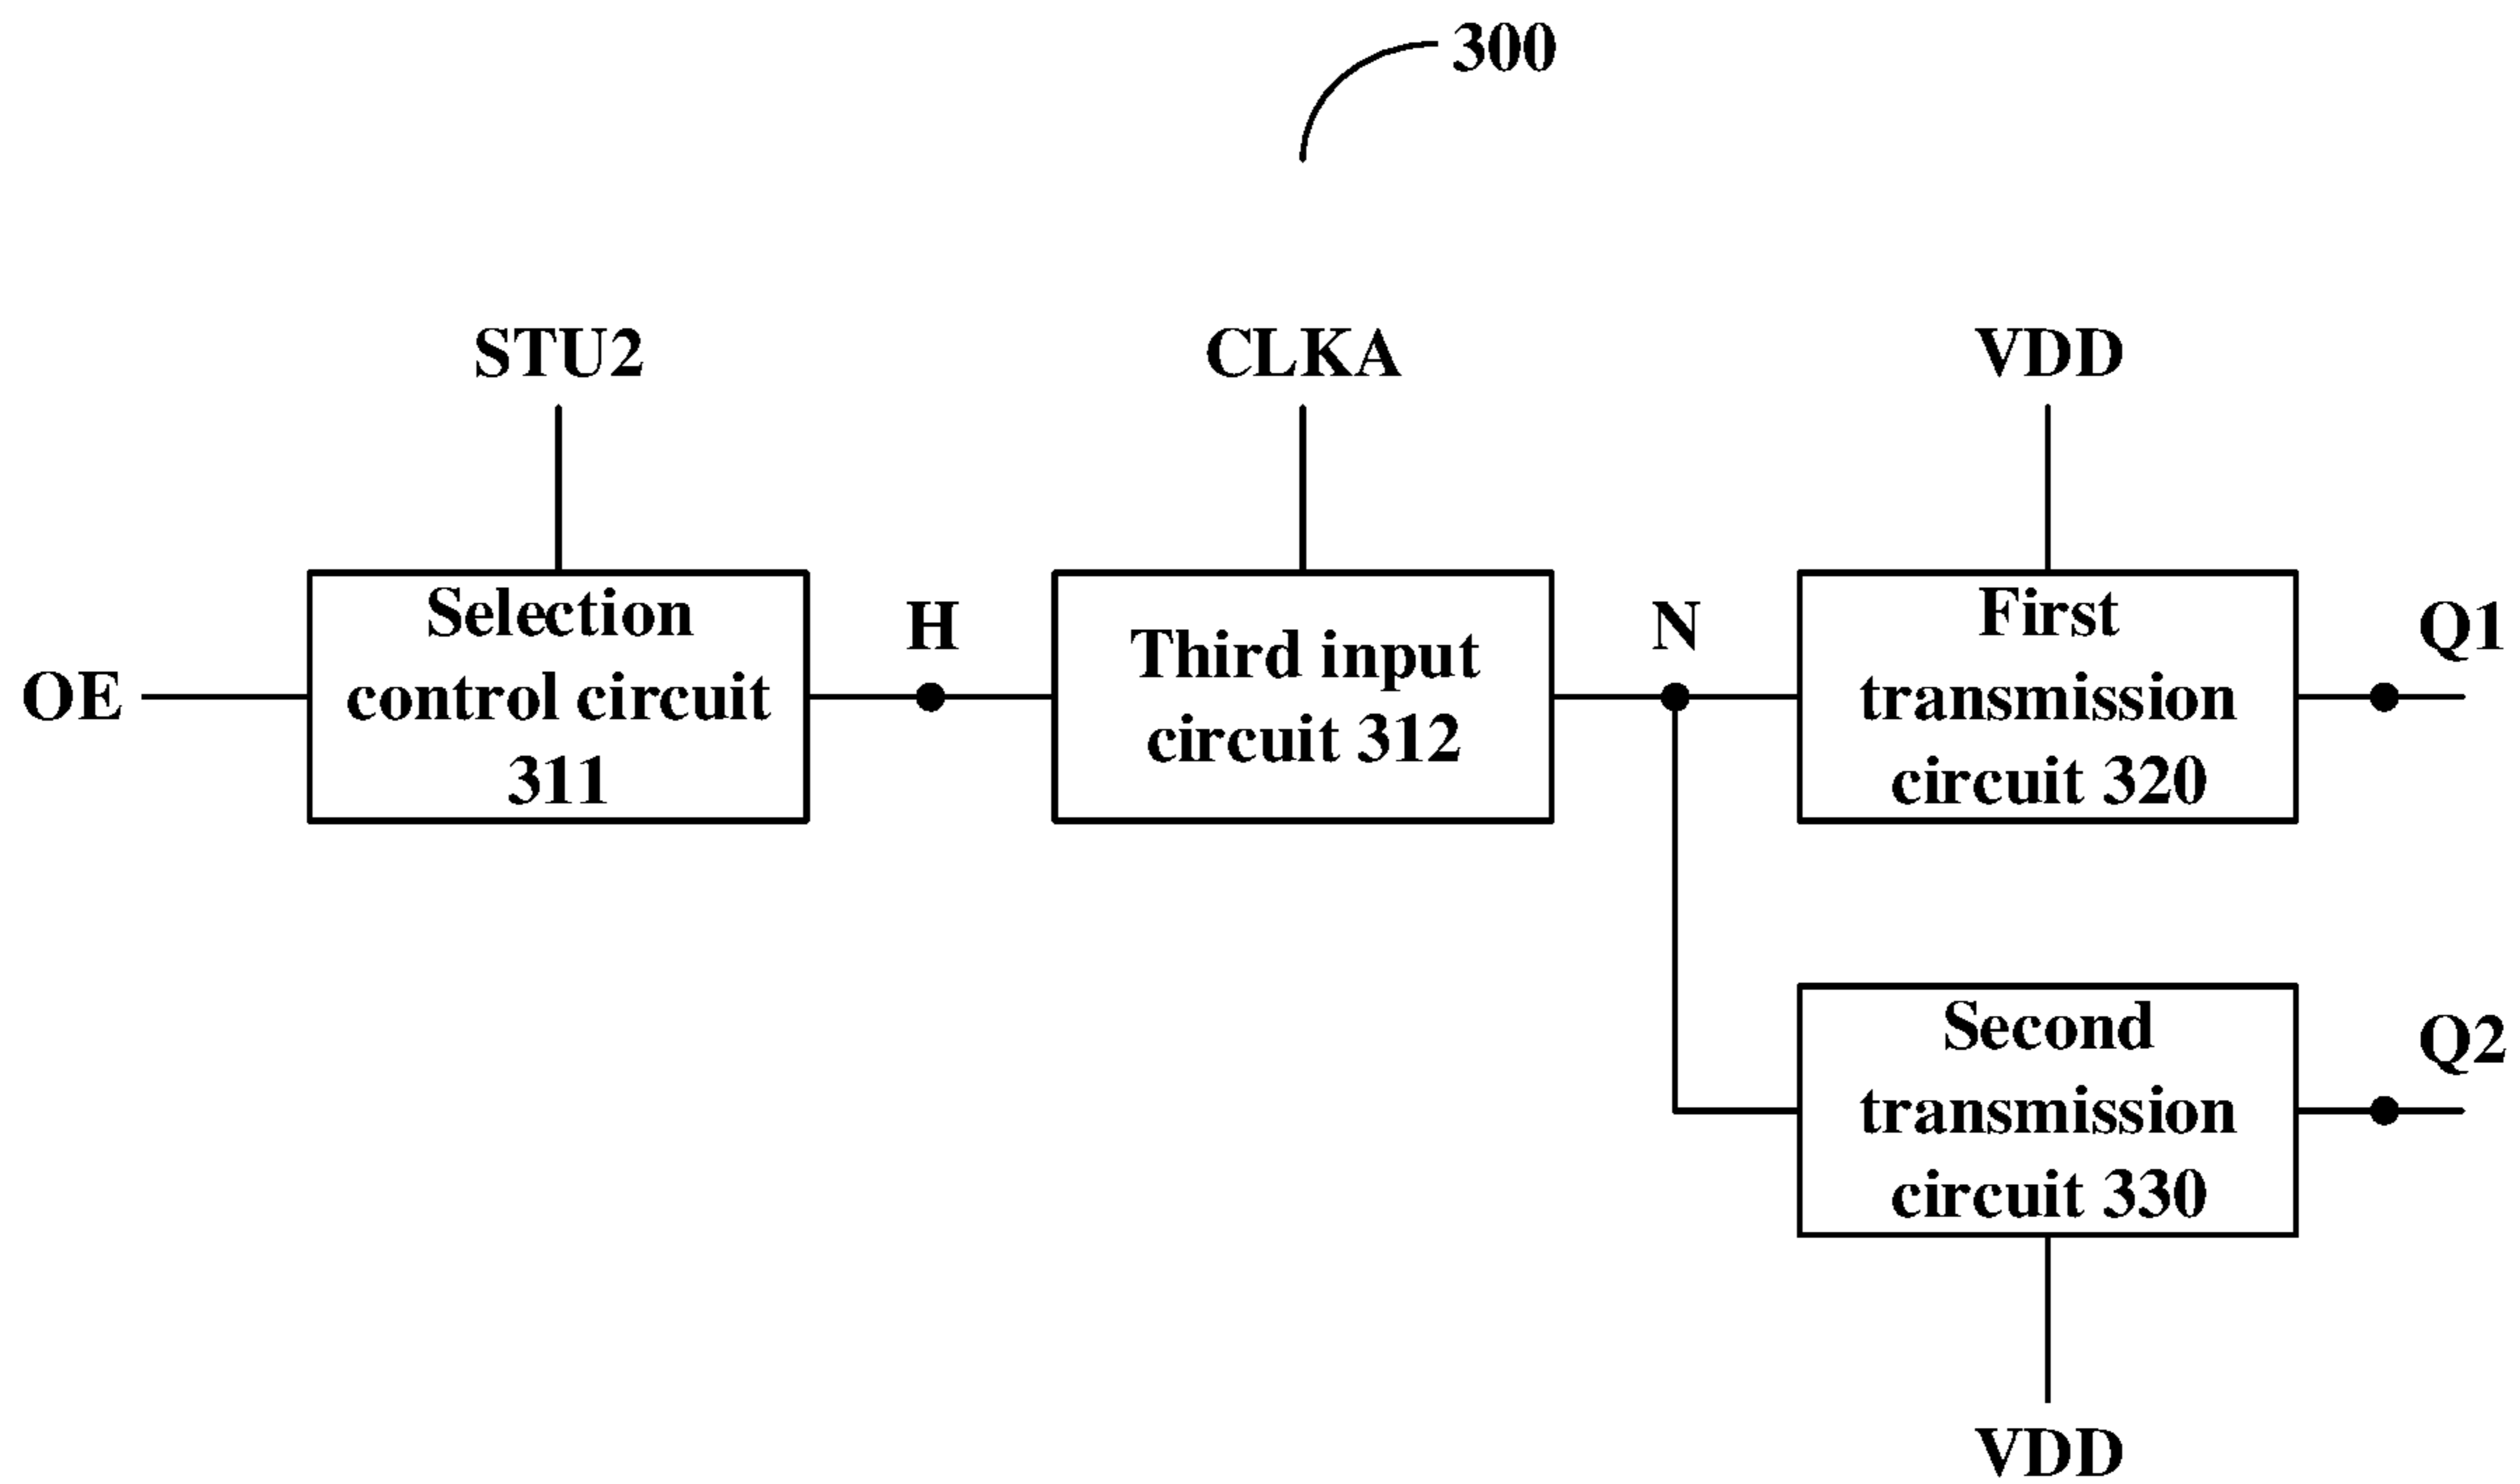 300
STU2
CLKA
VDD
OE
Selection
control circuit
311
H
Third input
circuit 312
N
First
transmission
circuit 320
Q1
Second
transmission
circuit 330
Q2
VDD